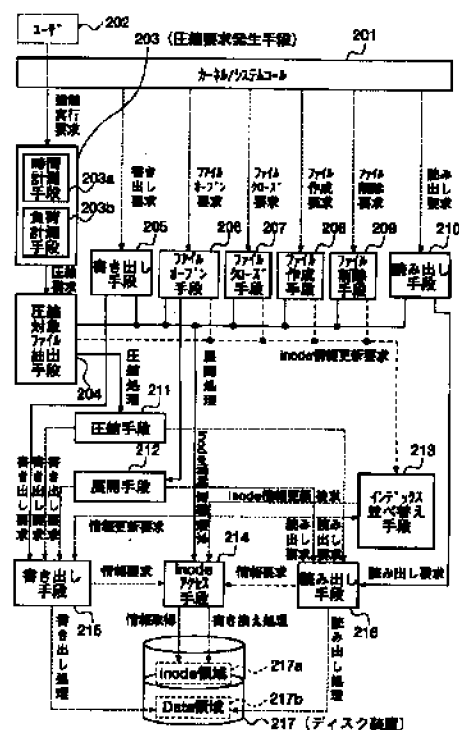 ユーザ
202
203 (圧縮要求発生手段)
201
カーネル/システムコール
強制
実行
要求
時間
計測
手段
203a
負荷
計測
手段
203b
圧縮
要求
書き
出し
要求
ファイル
オープン
要求
ファイル
クローズ
要求
ファイル
作成
要求
ファイル
削除
要求
読み
出し
要求
205
206
207
208
209
210
書き出し
手段
ファイル
オープン
手段
ファイル
クローズ
手段
ファイル
作成
手段
ファイル
削除
手段
読み出し
手段
圧縮
対象
ファイル
抽出
手段
204
圧縮処理
展開処理
inode情報更新要求
211
圧縮手段
212
展開手段
213
インデックス
並べ替え
手段
書き出し要求
書き出し要求
書き出し要求
inode情報更新要求
情報更新要求
読み出し要求
読み出し要求
214
書き出し
手段
215
情報要求
inode
アクセス
手段
情報要求
読み出し
手段
216
読み出し要求
書き出し処理
情報取得
書き換え処理
読み出し処理
inode領域
217a
Data領域
217b
217 (ディスク装置)